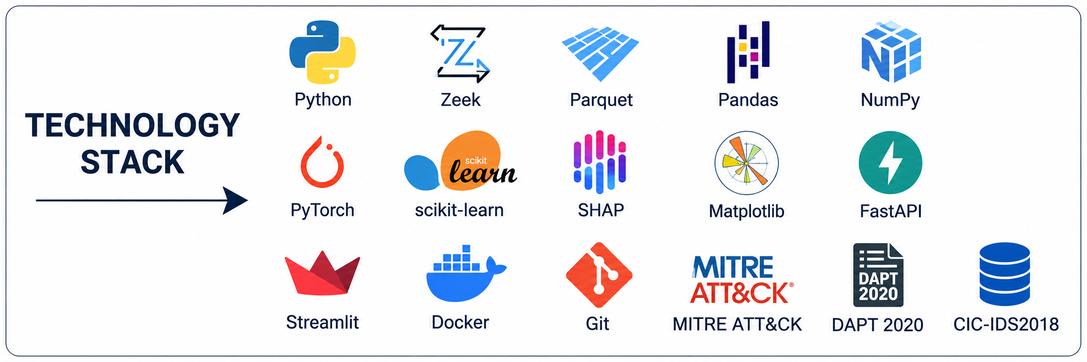 TECHNOLOGY
STACK
Python
Zeek
Parquet
Pandas
NumPy
PyTorch
scikit
learn
scikit-learn
SHAP
Matplotlib
FastAPI
Streamlit
Docker
Git
MITRE
ATT&CK®
MITRE ATT&CK
DAPT
2020
DAPT 2020
CIC-IDS2018